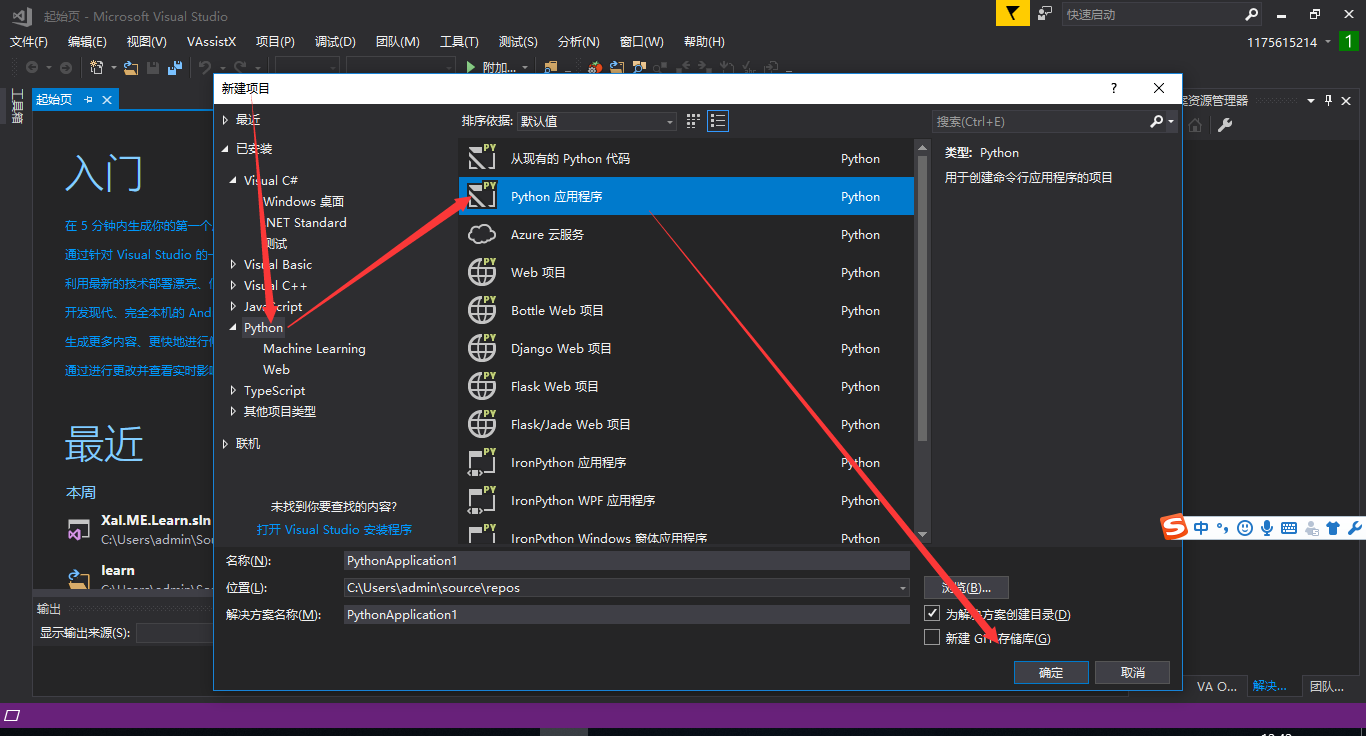 起始页 - Microsoft Visual Studio
快速启动
文件(F) 编辑(E) 视图(V) VAssistX 项目(P) 调试(D) 团队(M) 工具(T) 测试(S) 分析(N) 窗口(W) 帮助(H)
1175615214
1
附加...
工具箱
起始页
资源管理器
入门
在 5 分钟内生成你的第一个
通过针对 Visual Studio 的
利用最新的技术部署漂亮、
开发现代、完全本机的 And
生成更多内容、更快地进行
通过进行更改并查看实时影
最近
本周
Xal.ME.Learn.sln
C:\Users\admin\Sou
learn
输出
显示输出来源(S):
新建项目
?
最近
已安装
Visual C#
Windows 桌面
.NET Standard
测试
Visual Basic
Visual C++
JavaScript
Python
Machine Learning
Web
TypeScript
其他项目类型
联机
未找到你要查找的内容?
打开 Visual Studio 安装程序
排序依据: 默认值
搜索(Ctrl+E)
从现有的 Python 代码 Python
Python 应用程序 Python
Azure 云服务 Python
Web 项目 Python
Bottle Web 项目 Python
Django Web 项目 Python
Flask Web 项目 Python
Flask/Jade Web 项目 Python
IronPython 应用程序 Python
IronPython WPF 应用程序 Python
IronPython Windows 窗体应用程序 Python
类型: Python
用于创建命令行应用程序的项目
名称(N): PythonApplication1
位置(L): C:\Users\admin\source\repos
浏览(B)...
解决方案名称(M): PythonApplication1
为解决方案创建目录(D)
新建 Git 存储库(G)
确定 取消
中
VA O... 解决... 团队...